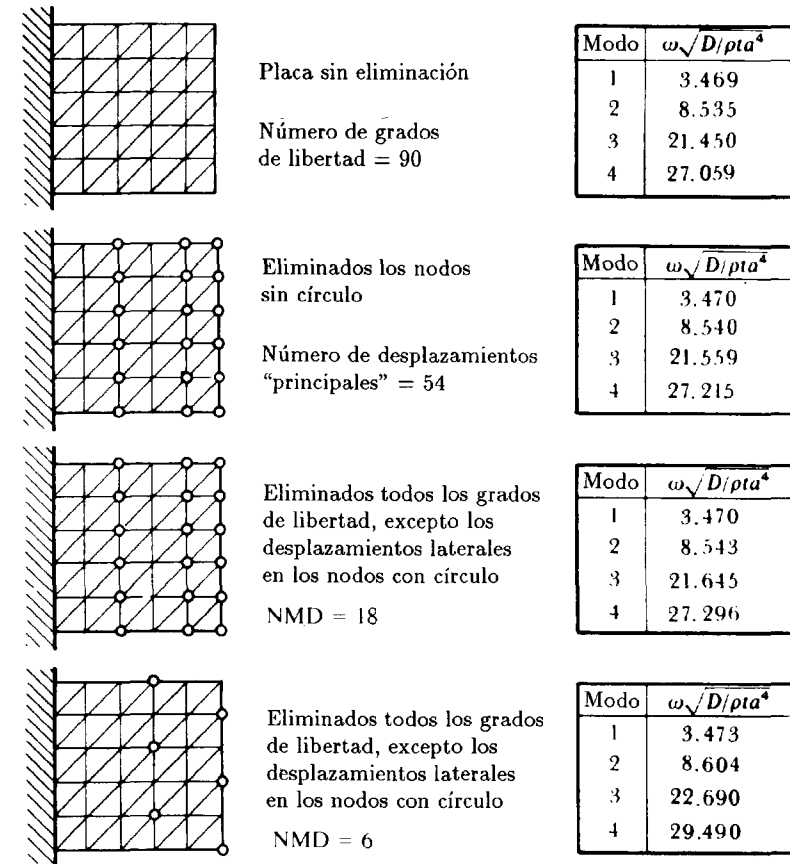 Placa sin eliminación
Número de grados
de libertad = 90
Modo ω√D/ρta⁴
1 3.469
2 8.535
3 21.450
4 27.059
Eliminados los nodos
sin círculo
Número de desplazamientos
“principales” = 54
Modo ω√D/ρta⁴
1 3.470
2 8.540
3 21.559
4 27.215
Eliminados todos los grados
de libertad, excepto los
desplazamientos laterales
en los nodos con círculo
NMD = 18
Modo ω√D/ρta⁴
1 3.470
2 8.543
3 21.645
4 27.296
Eliminados todos los grados
de libertad, excepto los
desplazamientos laterales
en los nodos con círculo
NMD = 6
Modo ω√D/ρta⁴
1 3.473
2 8.604
3 22.690
4 29.490